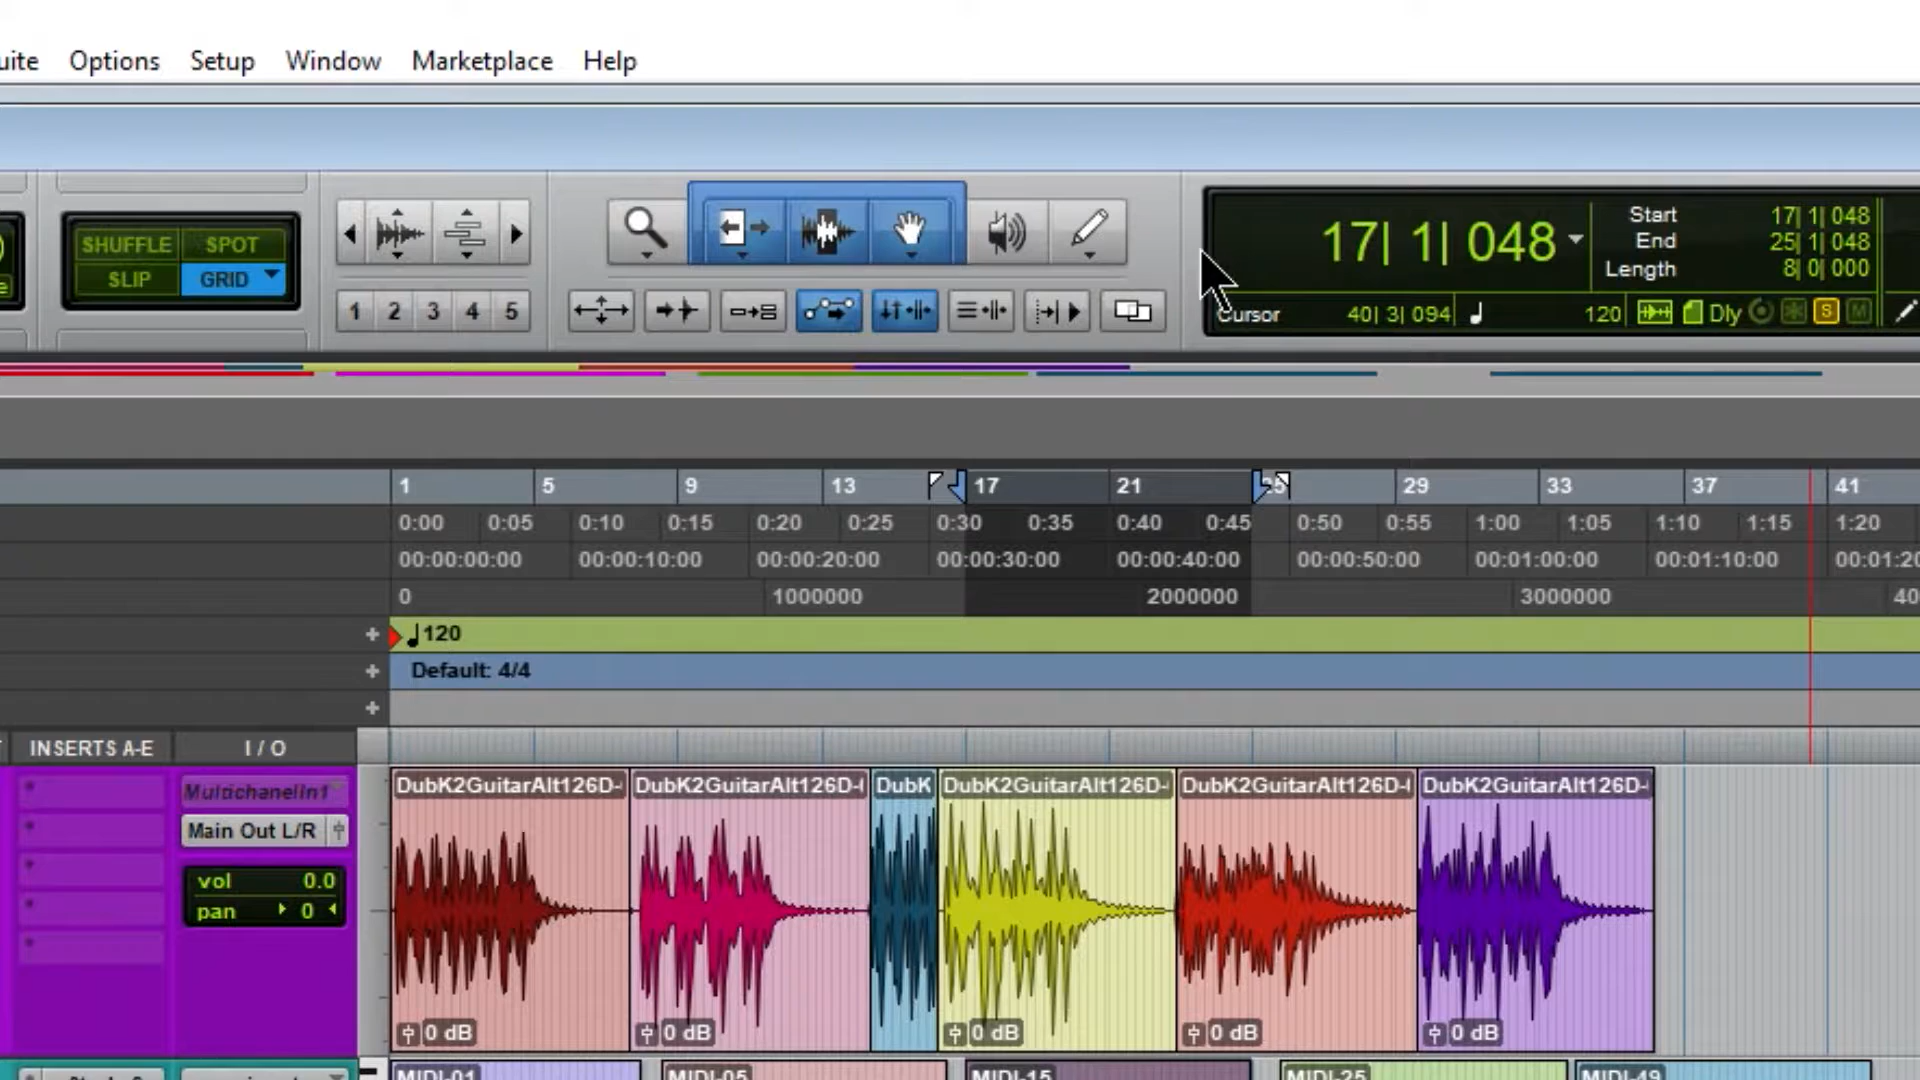 uite Options Setup Window Marketplace Help
SHUFFLE SPOT
SLIP GRID
1 2 3 4 5
17| 1| 048
Start 17| 1| 048
End 25| 1| 048
Length 8| 0| 000
Cursor 40| 3| 094 120 Dly S M
1 5 9 13 17 21 25 29 33 37 41
0:00 0:05 0:10 0:15 0:20 0:25 0:30 0:35 0:40 0:45 0:50 0:55 1:00 1:05 1:10 1:15 1:20
00:00:00:00 00:00:10:00 00:00:20:00 00:00:30:00 00:00:40:00 00:00:50:00 00:01:00:00 00:01:10:00 00:01:20
0 1000000 2000000 3000000 40
120
Default: 4/4
INSERTS A-E I / O
DubK2GuitarAlt126D- DubK2GuitarAlt126D-( DubK DubK2GuitarAlt126D- DubK2GuitarAlt126D-( DubK2GuitarAlt126D-
MultichanelIn1
Main Out L/R
vol 0.0
pan 0
0 dB 0 dB 0 dB 0 dB 0 dB
MIDI-01 MIDI-05 MIDI-15 MIDI-25 MIDI-49